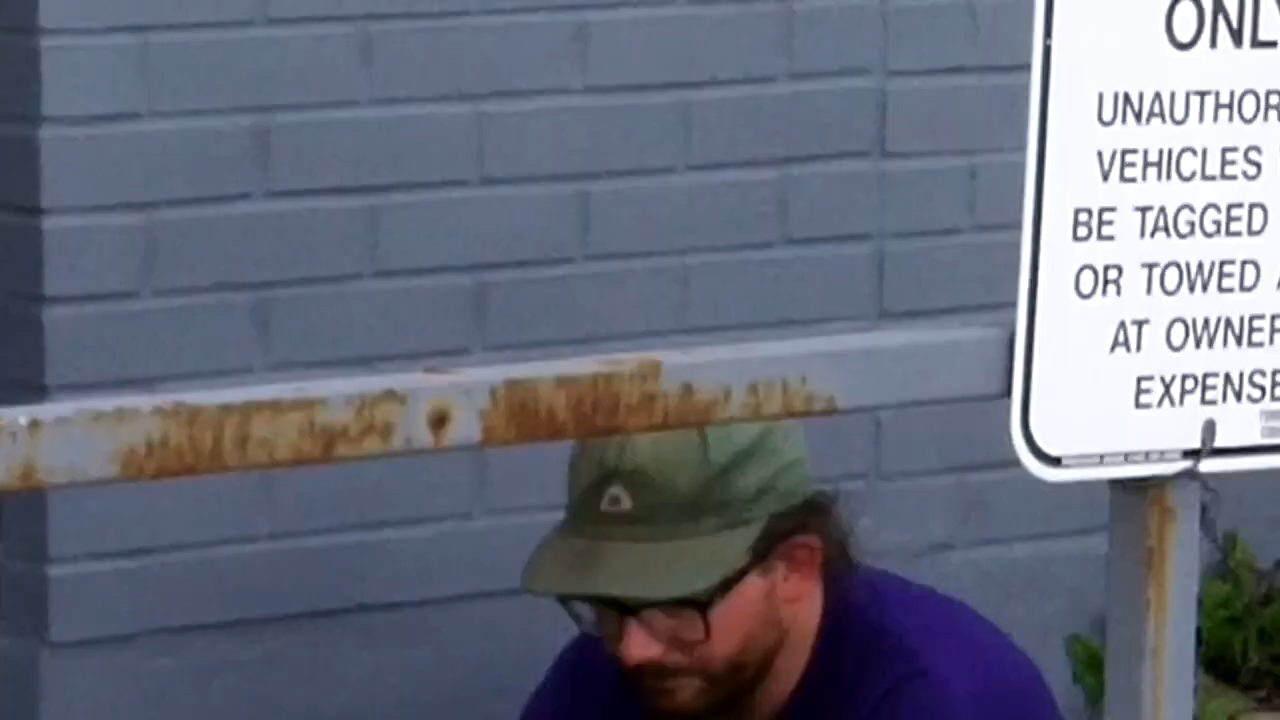 ONL
UNAUTHOR
VEHICLES
BE TAGGED
OR TOWED A
AT OWNER
EXPENSE